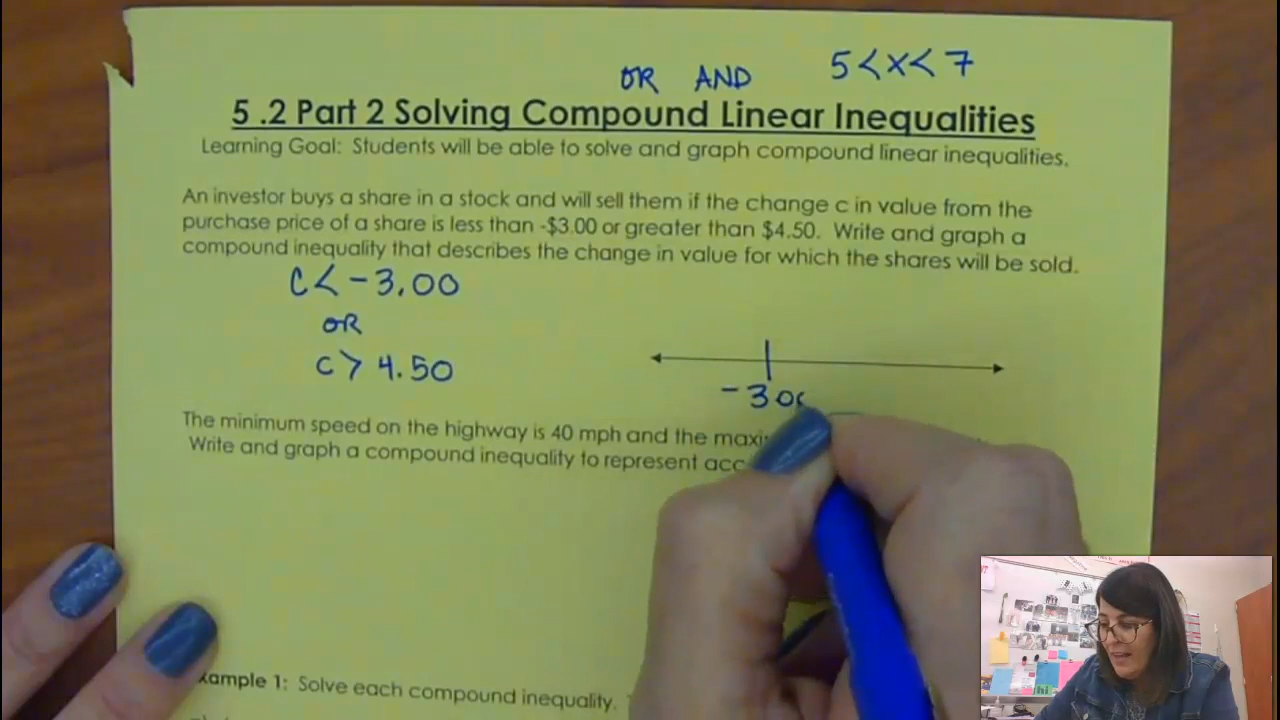 OR AND 5<x<7
5 .2 Part 2 Solving Compound Linear Inequalities
Learning Goal: Students will be able to solve and graph compound linear inequalities.
An investor buys a share in a stock and will sell them if the change c in value from the
purchase price of a share is less than -$3.00 or greater than $4.50. Write and graph a
compound inequality that describes the change in value for which the shares will be sold.
c < -3.00
OR
c > 4.50
-3 00
The minimum speed on the highway is 40 mph and the maxi
Write and graph a compound inequality to represent acc
xample 1: Solve each compound inequality.
hi